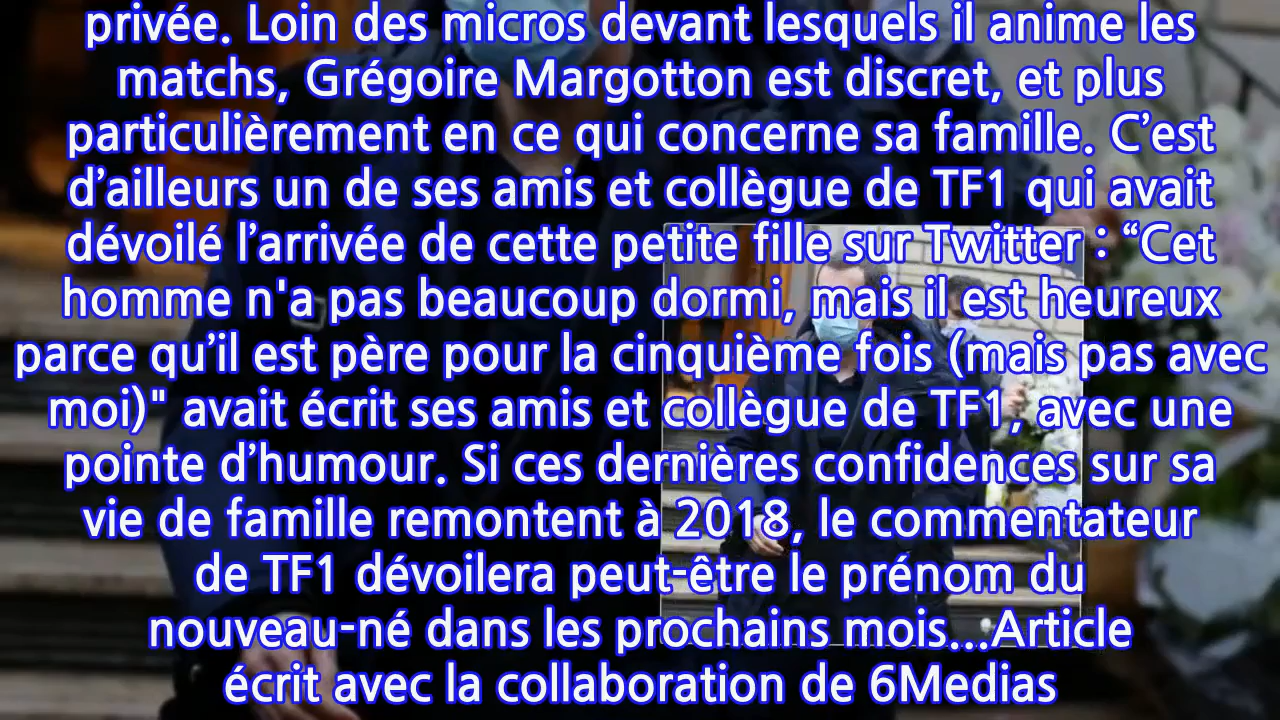 privée. Loin des micros devant lesquels il anime les
matchs, Grégoire Margotton est discret, et plus
particulièrement en ce qui concerne sa famille. C’est
d’ailleurs un de ses amis et collègue de TF1 qui avait
dévoilé l’arrivée de cette petite fille sur Twitter : “Cet
homme n'a pas beaucoup dormi, mais il est heureux
parce qu’il est père pour la cinquième fois (mais pas avec
moi)" avait écrit ses amis et collègue de TF1, avec une
pointe d’humour. Si ces dernières confidences sur sa
vie de famille remontent à 2018, le commentateur
de TF1 dévoilera peut-être le prénom du
nouveau-né dans les prochains mois...Article
écrit avec la collaboration de 6Medias